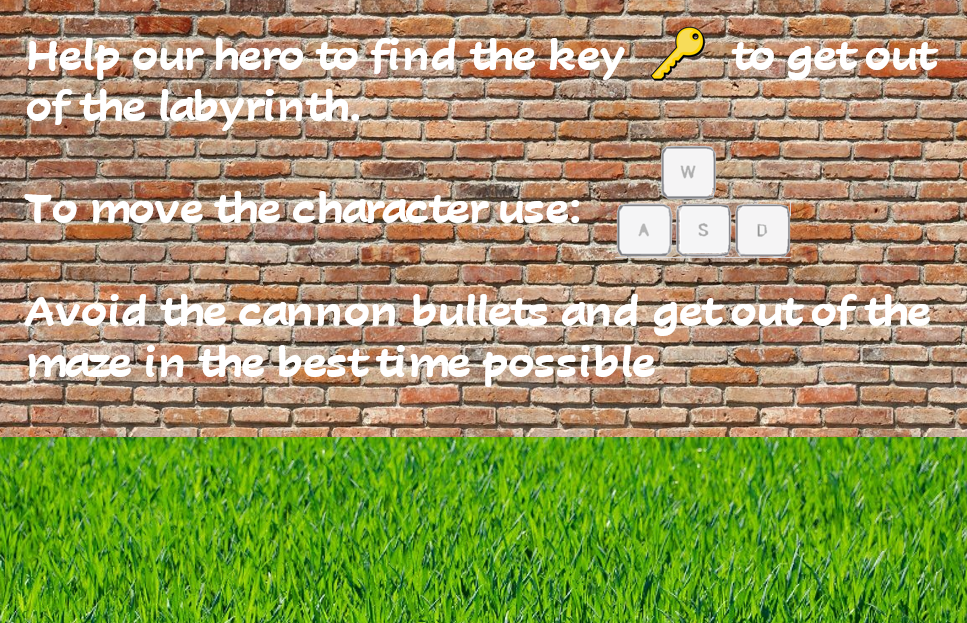 Help our hero to find the key to get out
of the labyrinth.
W
To move the character use:
A S D
Avoid the cannon bullets and get out of the
maze in the best time possible